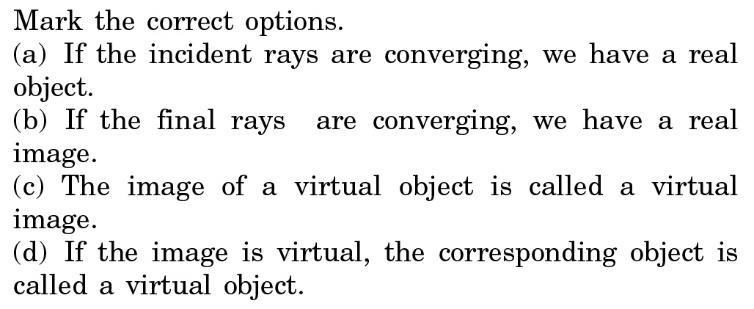 Mark the correct options.
(a) If the incident rays are converging, we have a real
object.
(b) If the final rays are converging, we have a real
image.
(c) The image of a virtual object is called a virtual
image.
(d) If the image is virtual, the corresponding object is
called a virtual object.